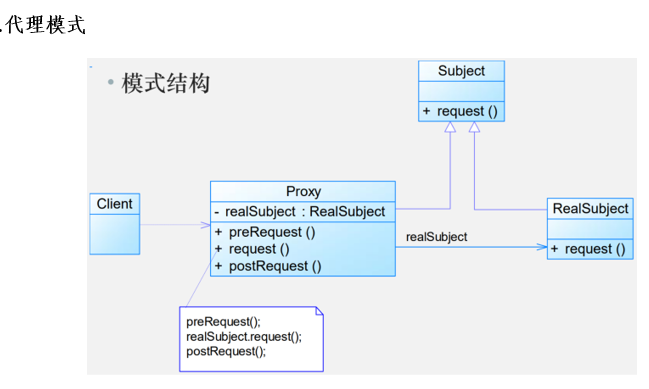 .代理模式
• 模式结构
Subject
+ request ()
Client
Proxy
- realSubject : RealSubject
+ preRequest ()
+ request ()
+ postRequest ()
realSubject
RealSubject
+ request ()
preRequest();
realSubject.request();
postRequest();